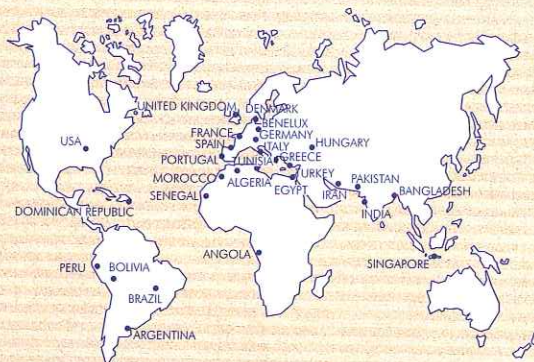 UNITED KINGDOM
DENMARK
BENELUX
FRANCE
GERMANY
USA
SPAIN
ITALY
HUNGARY
PORTUGAL
TUNISIA
GREECE
MOROCCO
ALGERIA
TURKEY
PAKISTAN
SENEGAL
EGYPT
IRAN
BANGLADESH
DOMINICAN REPUBLIC
INDIA
ANGOLA
SINGAPORE
PERU
BOLIVIA
BRAZIL
ARGENTINA